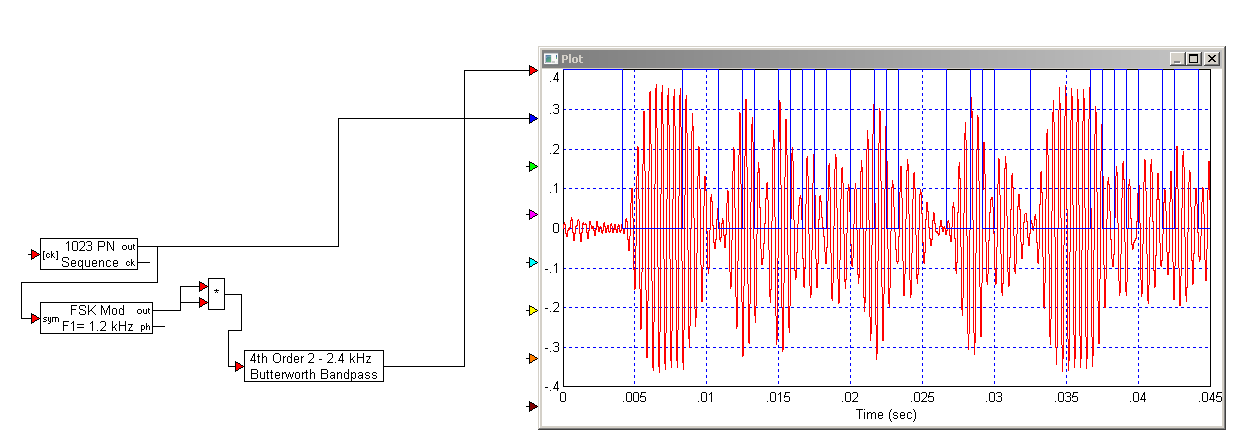 Plot
.4
.3
.2
.1
0
-.1
-.2
-.3
-.4
0 .005 .01 .015 .02 .025 .03 .035 .04 .045
Time (sec)
[ck] 1023 PN out
Sequence ck
FSK Mod out
sym F1= 1.2 kHz ph
*
4th Order 2 - 2.4 kHz
Butterworth Bandpass